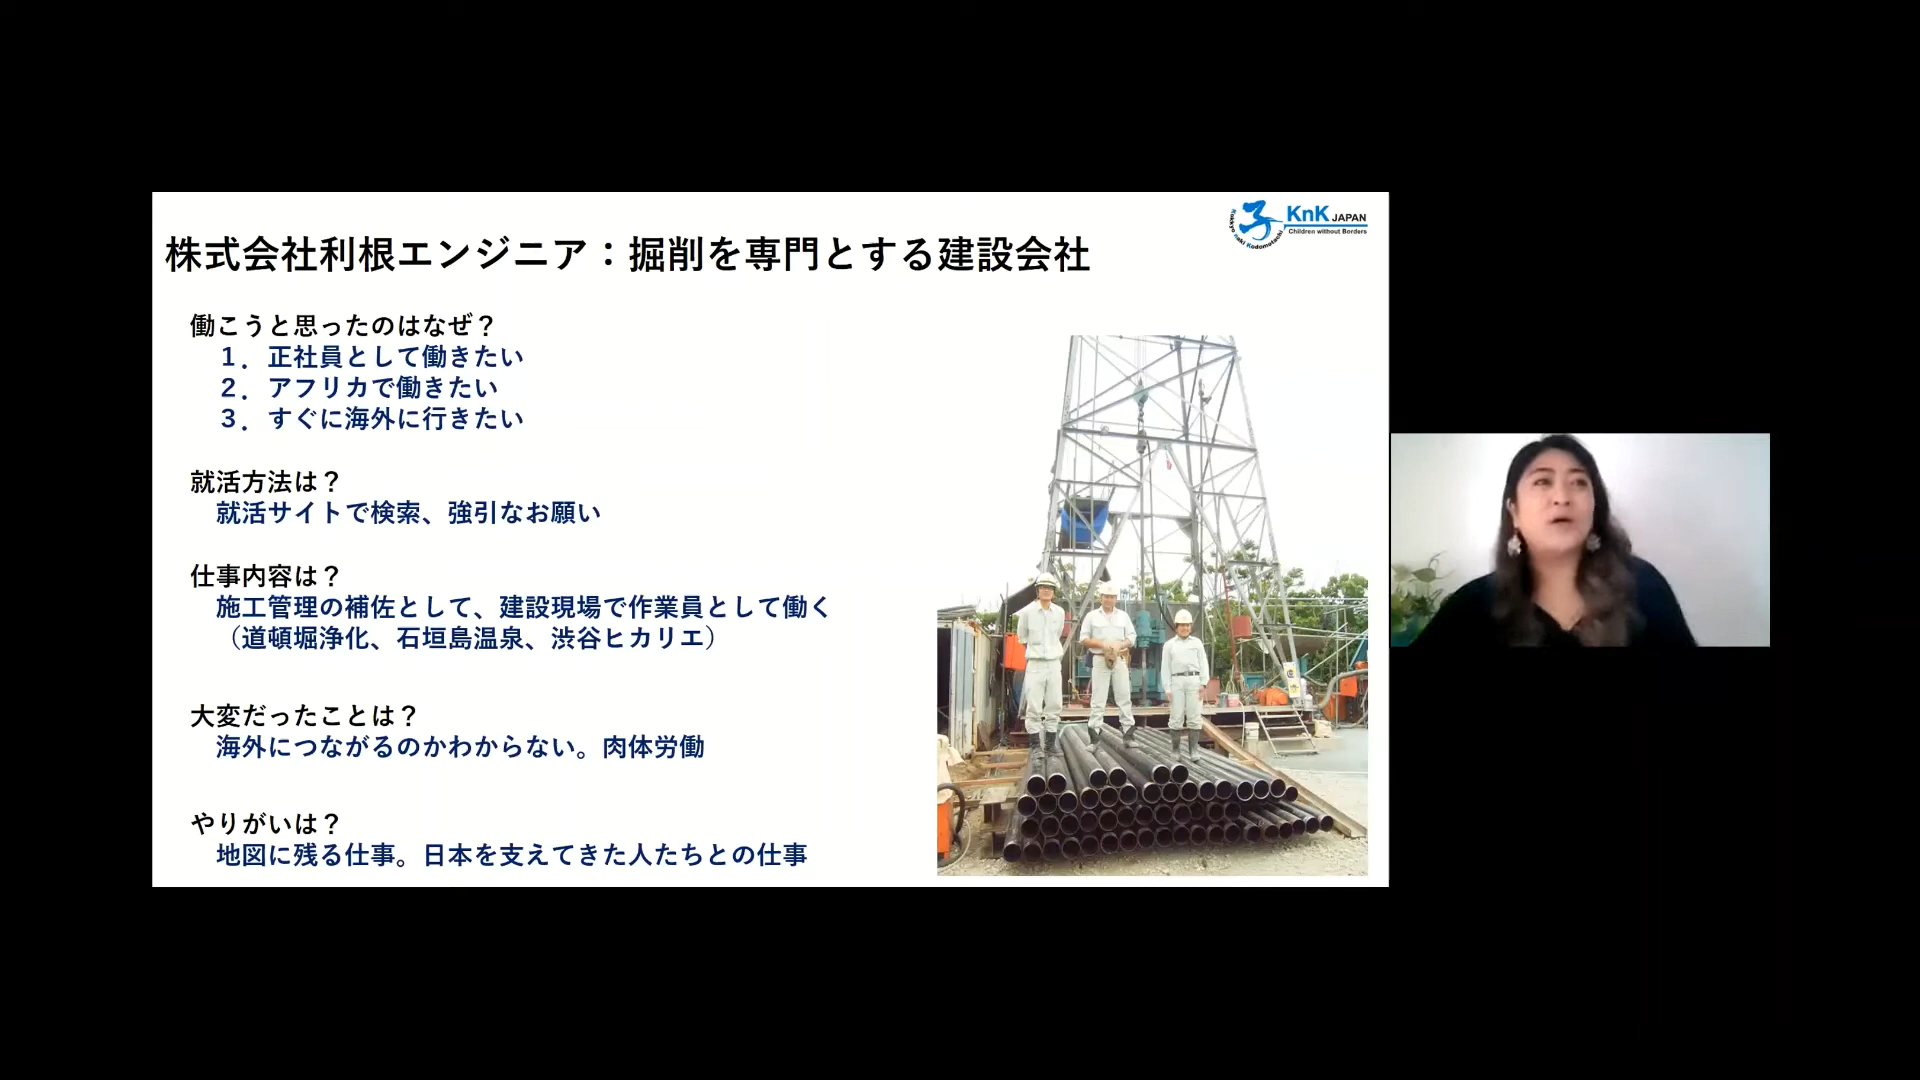 子
Kokkyo naki Kodomotachi
KnK JAPAN
Children without Borders
株式会社利根エンジニア：掘削を専門とする建設会社
働こうと思ったのはなぜ？
１．正社員として働きたい
２．アフリカで働きたい
３．すぐに海外に行きたい
就活方法は？
就活サイトで検索、強引なお願い
仕事内容は？
施工管理の補佐として、建設現場で作業員として働く
（道頓堀浄化、石垣島温泉、渋谷ヒカリエ）
大変だったことは？
海外につながるのかわからない。肉体労働
やりがいは？
地図に残る仕事。日本を支えてきた人たちとの仕事